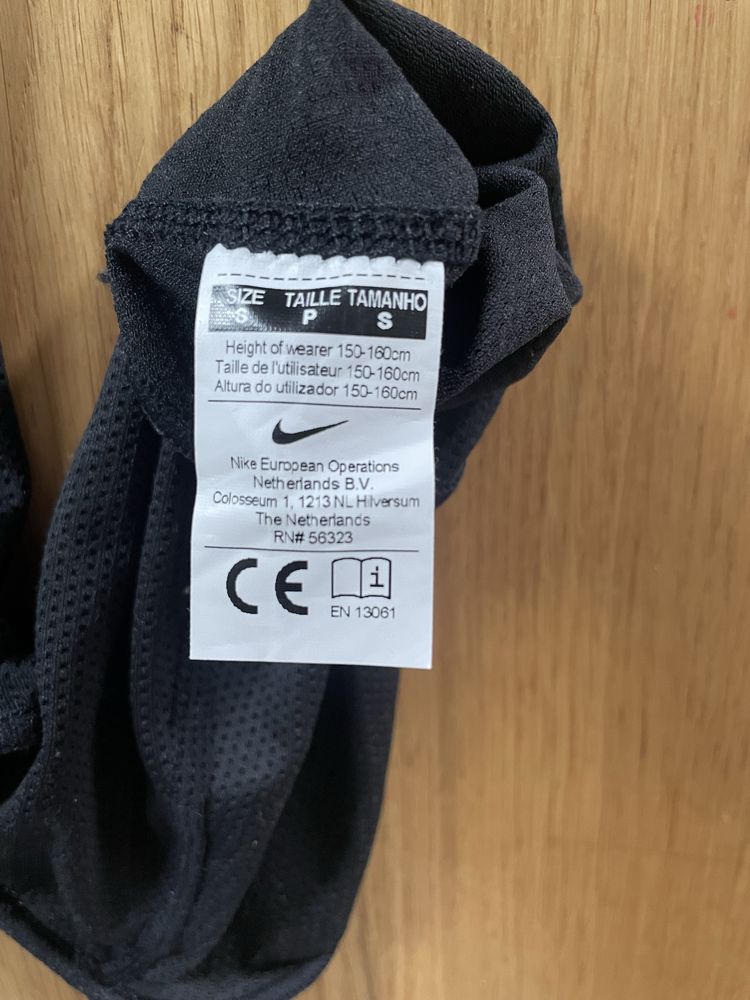 SIZE TAILLE TAMANHO
S P S
Height of wearer 150-160cm
Taille de l'utilisateur 150-160cm
Altura do utilizador 150-160cm
Nike European Operations
Netherlands B.V.
Colosseum 1, 1213 NL Hilversum
The Netherlands
RN# 56323
CE i
EN 13061